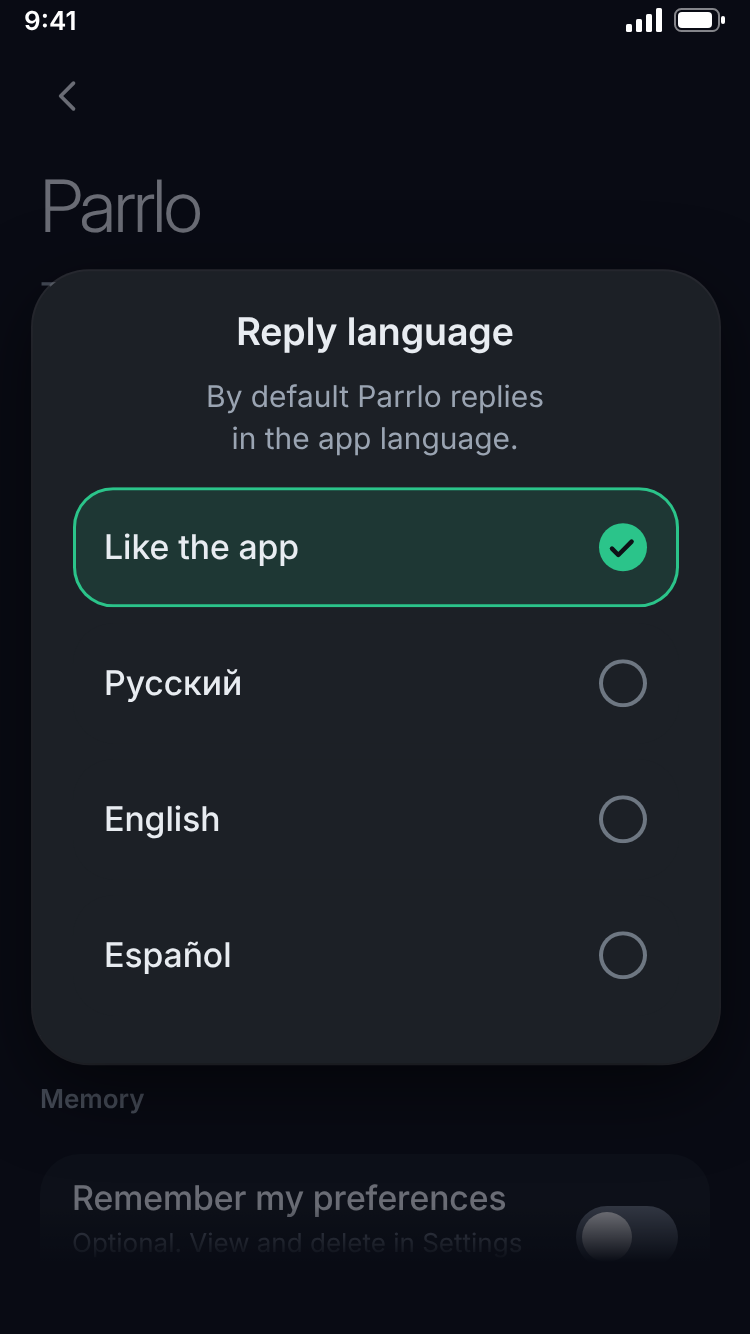 9:41
Parrlo
Reply language
By default Parrlo replies
in the app language.
Like the app
Русский
English
Español
Memory
Remember my preferences
Optional. View and delete in Settings